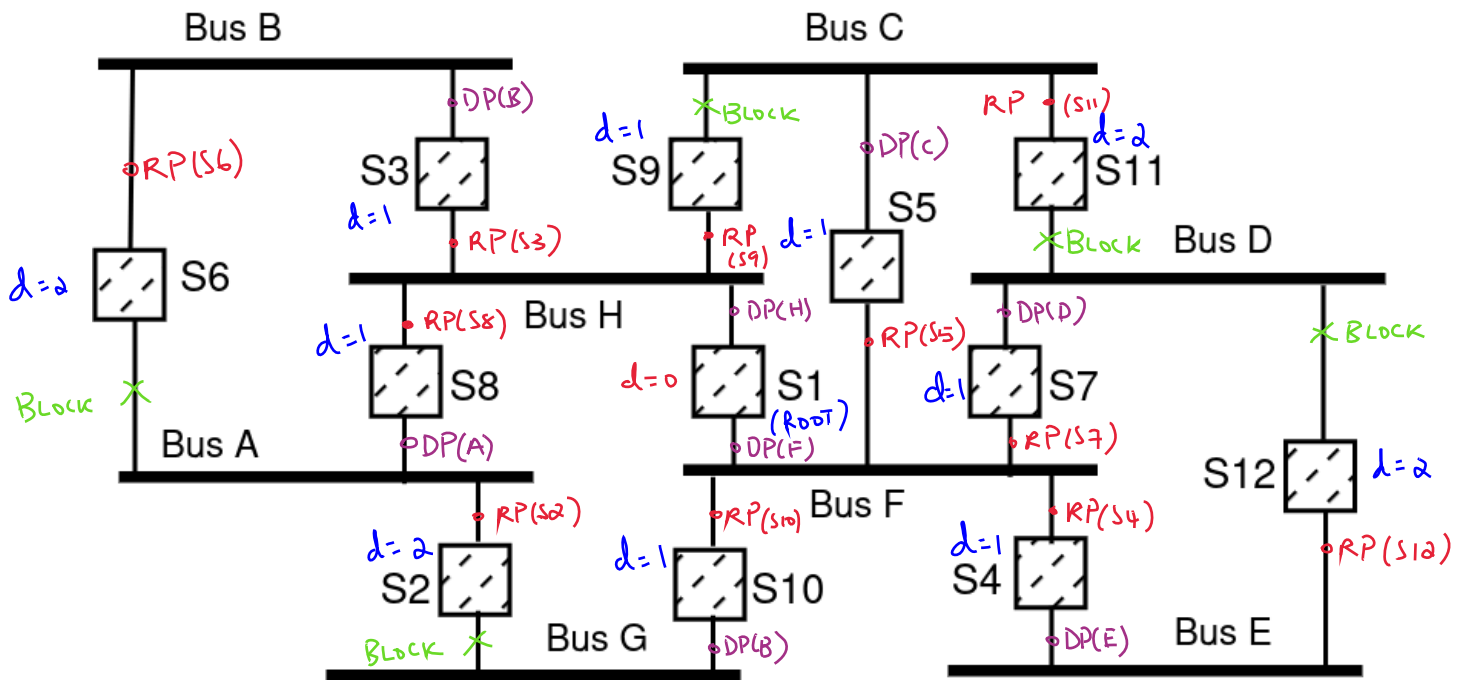 Bus B
Bus C
DP(B)
BLOCK
RP (S11)
d=1
d=2
DP(C)
RP(S6)
S3
S9
S11
S5
d=1
RP(S3)
RP
(S9)
d=1
BLOCK
Bus D
d=2
S6
Bus H
DP(H)
DP(D)
RP(S8)
RP(S5)
BLOCK
d=1
S8
d=0
S1
d=1
S7
BLOCK
(ROOT)
Bus A
DP(A)
DP(F)
RP(S7)
S12
d=2
RP(S2)
RP(S10)
Bus F
RP(S4)
d=2
S2
d=1
S10
d=1
S4
RP(S12)
BLOCK
Bus G
DP(B)
DP(E)
Bus E